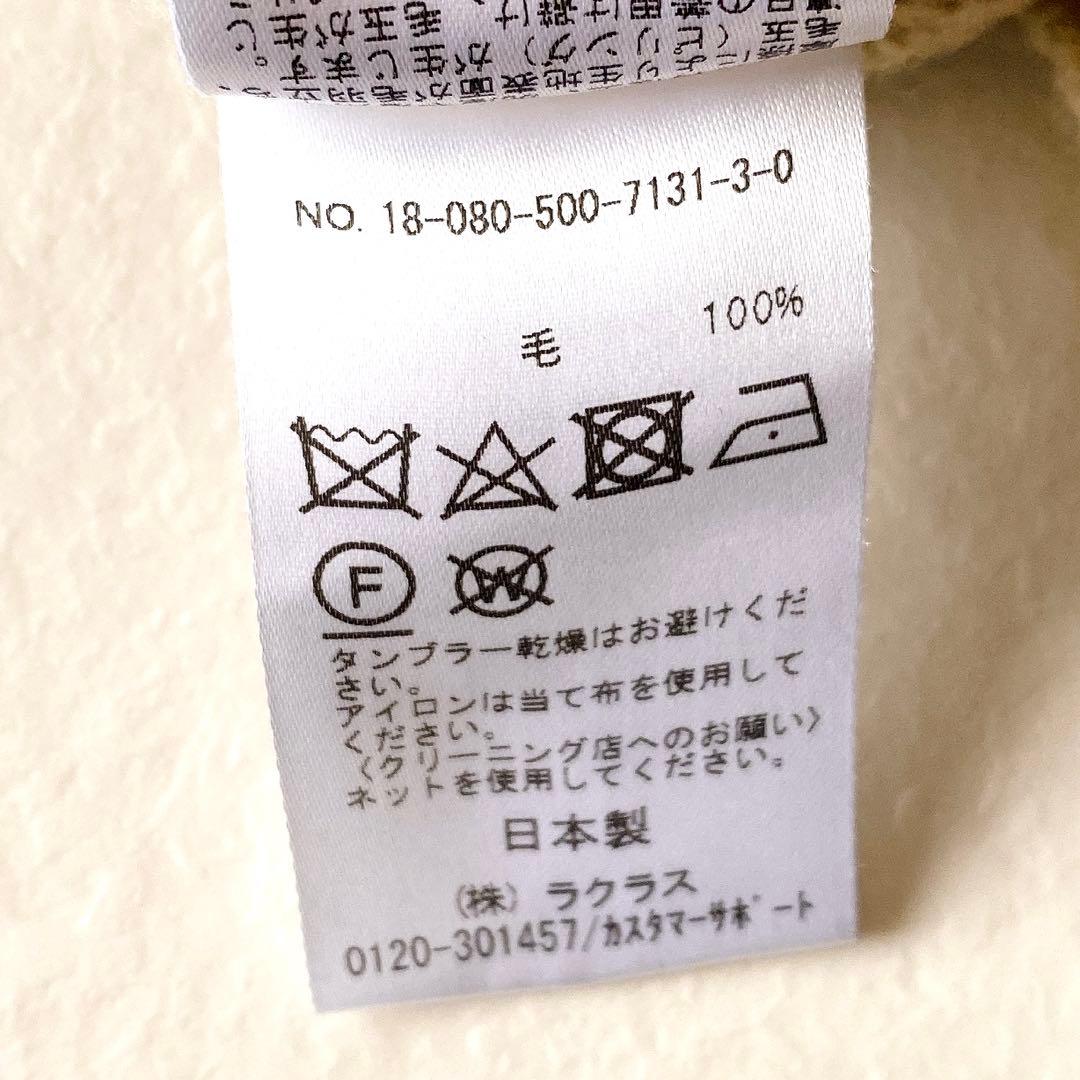 NO. 18-080-500-7131-3-0
毛 100%
F
W
タンブラー乾燥はお避けくだ
さい。
アイロンは当て布を使用して
ください。
〈クリーニング店へのお願い〉
ネットを使用してください。
日本製
(株) ラクラス
0120-301457/カスタマーサポート